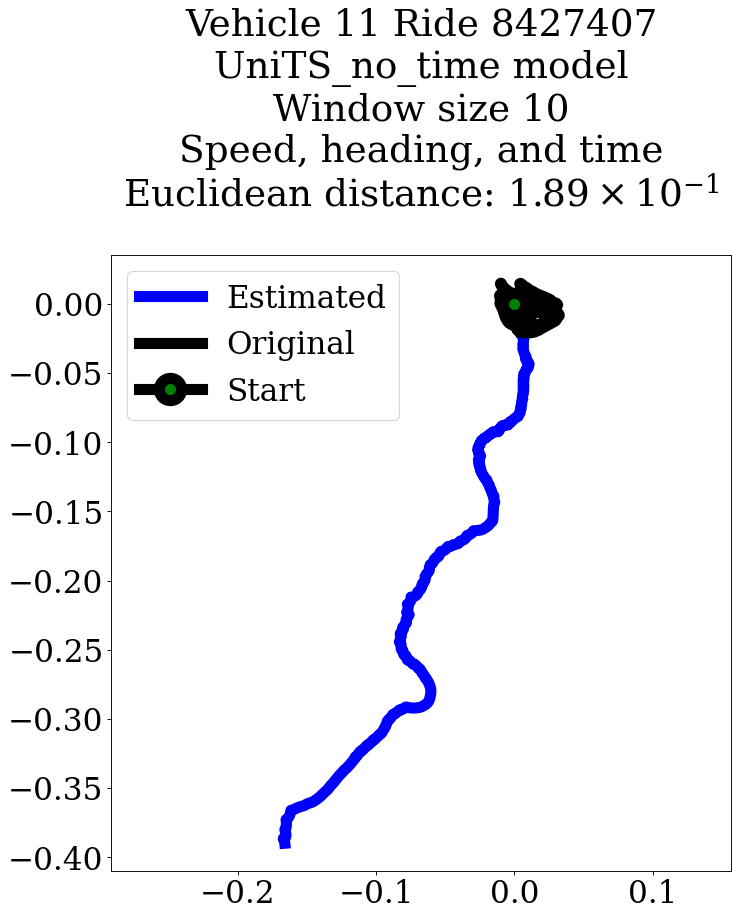 Vehicle 11 Ride 8427407
UniTS_no_time model
Window size 10
Speed, heading, and time
Euclidean distance: 1.89 × 10⁻¹
Estimated
Original
Start
0.00
−0.05
−0.10
−0.15
−0.20
−0.25
−0.30
−0.35
−0.40
−0.2 −0.1 0.0 0.1